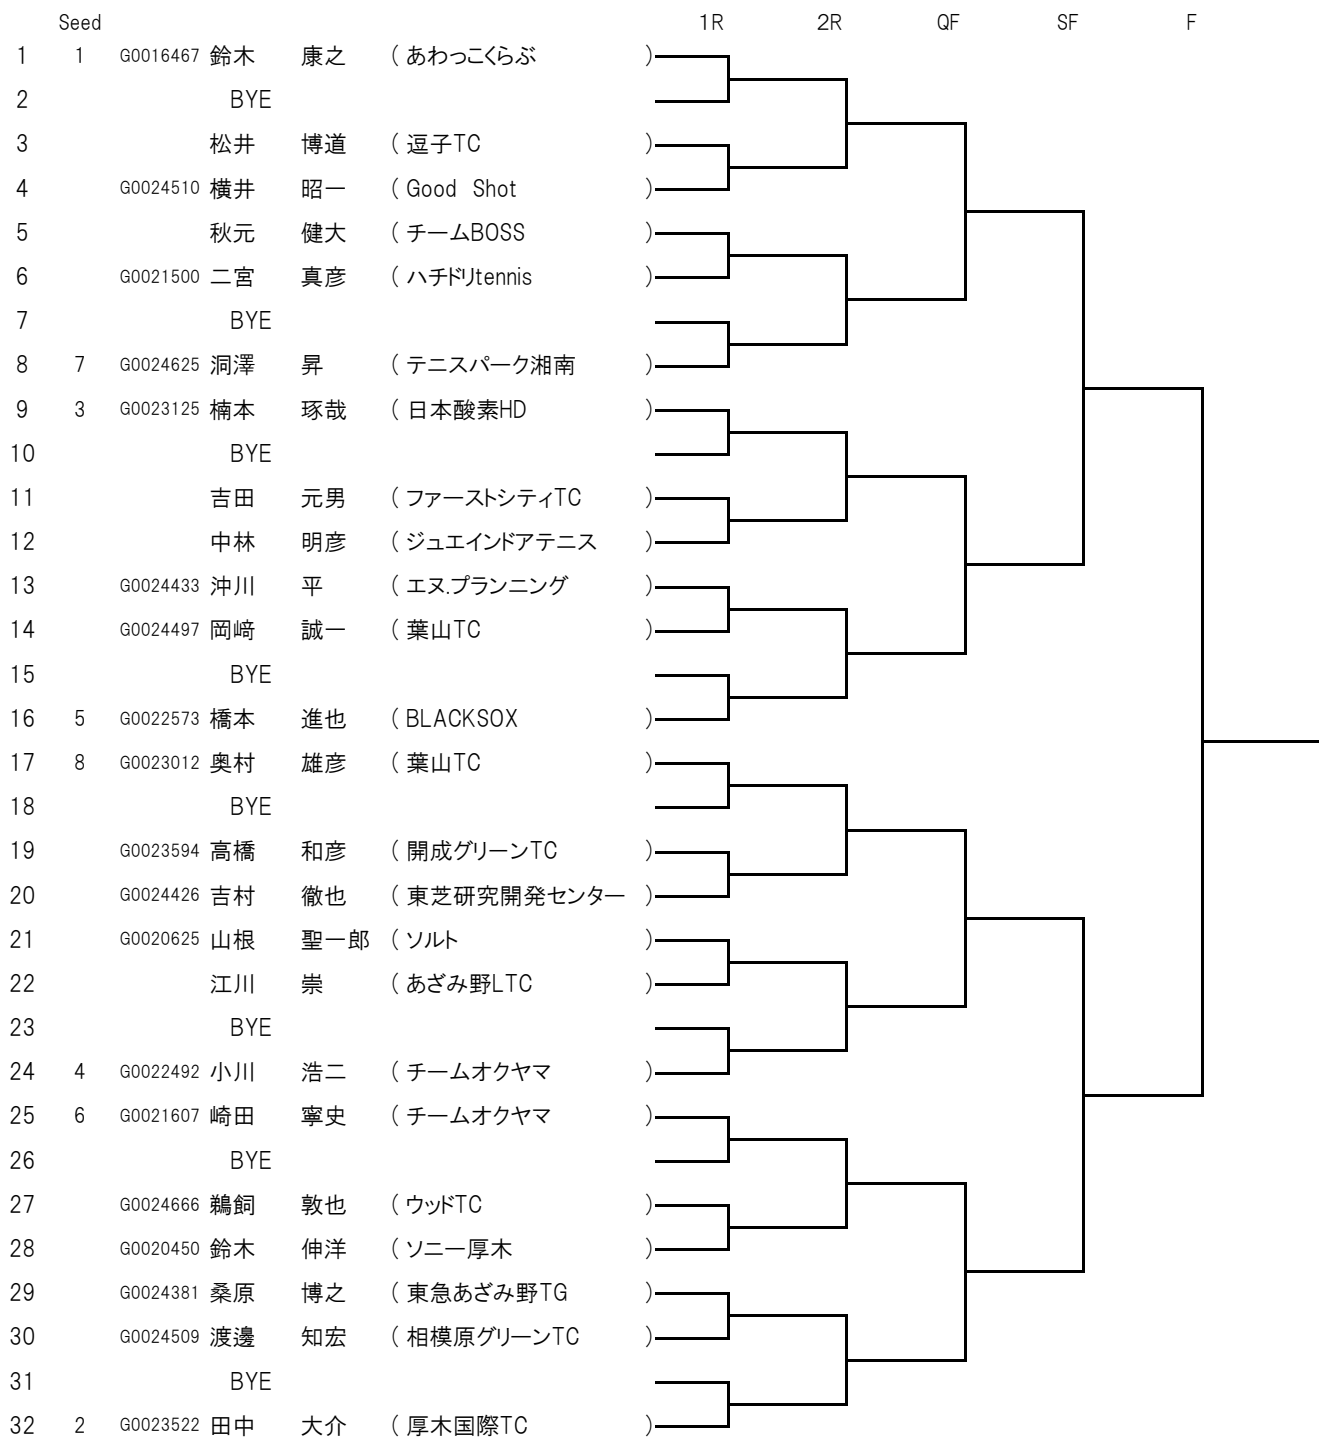 Seed 1R 2R QF SF F
1 1 G0016467 鈴木 康之 ( あわっこくらぶ )
2 BYE
3 松井 博道 ( 逗子TC )
4 G0024510 横井 昭一 ( Good Shot )
5 秋元 健大 ( チームBOSS )
6 G0021500 二宮 真彦 ( ハチドリtennis )
7 BYE
8 7 G0024625 洞澤 昇 ( テニスパーク湘南 )
9 3 G0023125 楠本 琢哉 ( 日本酸素HD )
10 BYE
11 吉田 元男 ( ファーストシティTC )
12 中林 明彦 ( ジュエインドアテニス )
13 G0024433 沖川 平 ( エヌ.プランニング )
14 G0024497 岡﨑 誠一 ( 葉山TC )
15 BYE
16 5 G0022573 橋本 進也 ( BLACKSOX )
17 8 G0023012 奥村 雄彦 ( 葉山TC )
18 BYE
19 G0023594 高橋 和彦 ( 開成グリーンTC )
20 G0024426 吉村 徹也 ( 東芝研究開発センター )
21 G0020625 山根 聖一郎 ( ソルト )
22 江川 崇 ( あざみ野LTC )
23 BYE
24 4 G0022492 小川 浩二 ( チームオクヤマ )
25 6 G0021607 崎田 寧史 ( チームオクヤマ )
26 BYE
27 G0024666 鵜飼 敦也 ( ウッドTC )
28 G0020450 鈴木 伸洋 ( ソニー厚木 )
29 G0024381 桑原 博之 ( 東急あざみ野TG )
30 G0024509 渡邊 知宏 ( 相模原グリーンTC )
31 BYE
32 2 G0023522 田中 大介 ( 厚木国際TC )